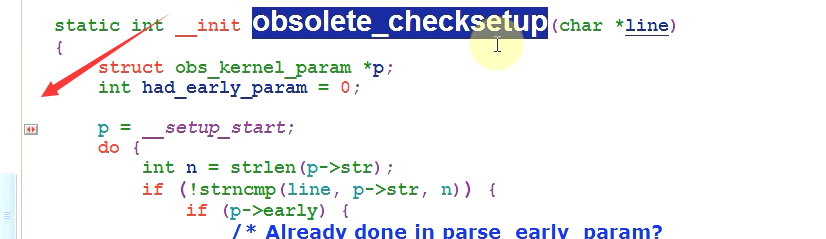 static int __init obsolete_checksetup(char *line)
{
struct obs_kernel_param *p;
int had_early_param = 0;
p = __setup_start;
do {
int n = strlen(p->str);
if (!strncmp(line, p->str, n)) {
if (p->early) {
/* Already done in parse_early_param?